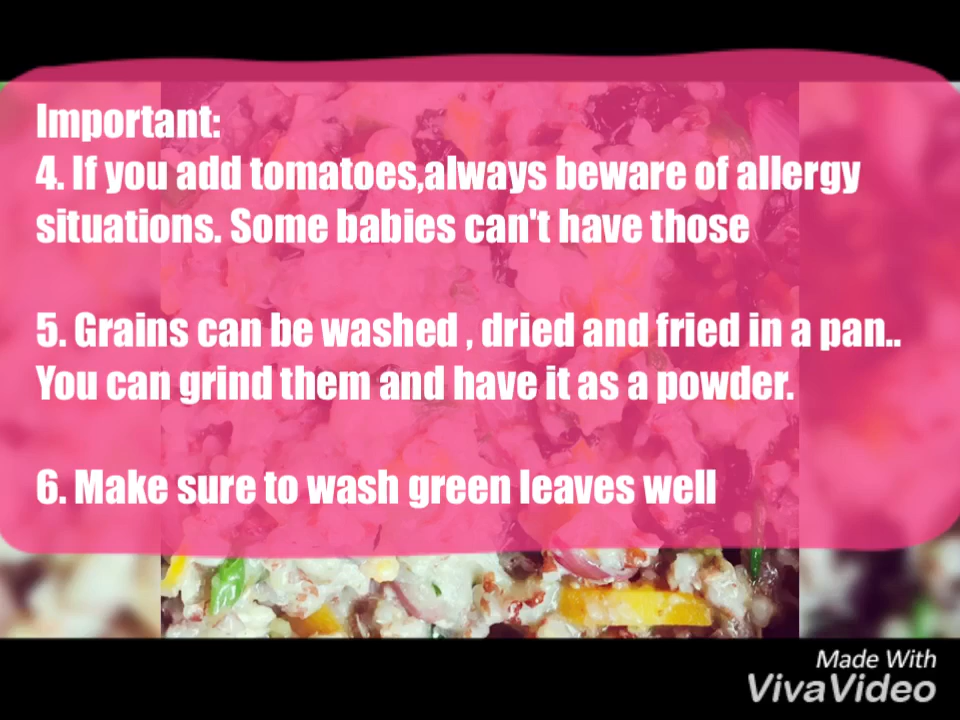 Important:
4. If you add tomatoes,always beware of allergy
situations. Some babies can't have those
5. Grains can be washed , dried and fried in a pan..
You can grind them and have it as a powder.
6. Make sure to wash green leaves well
Made With
VivaVideo